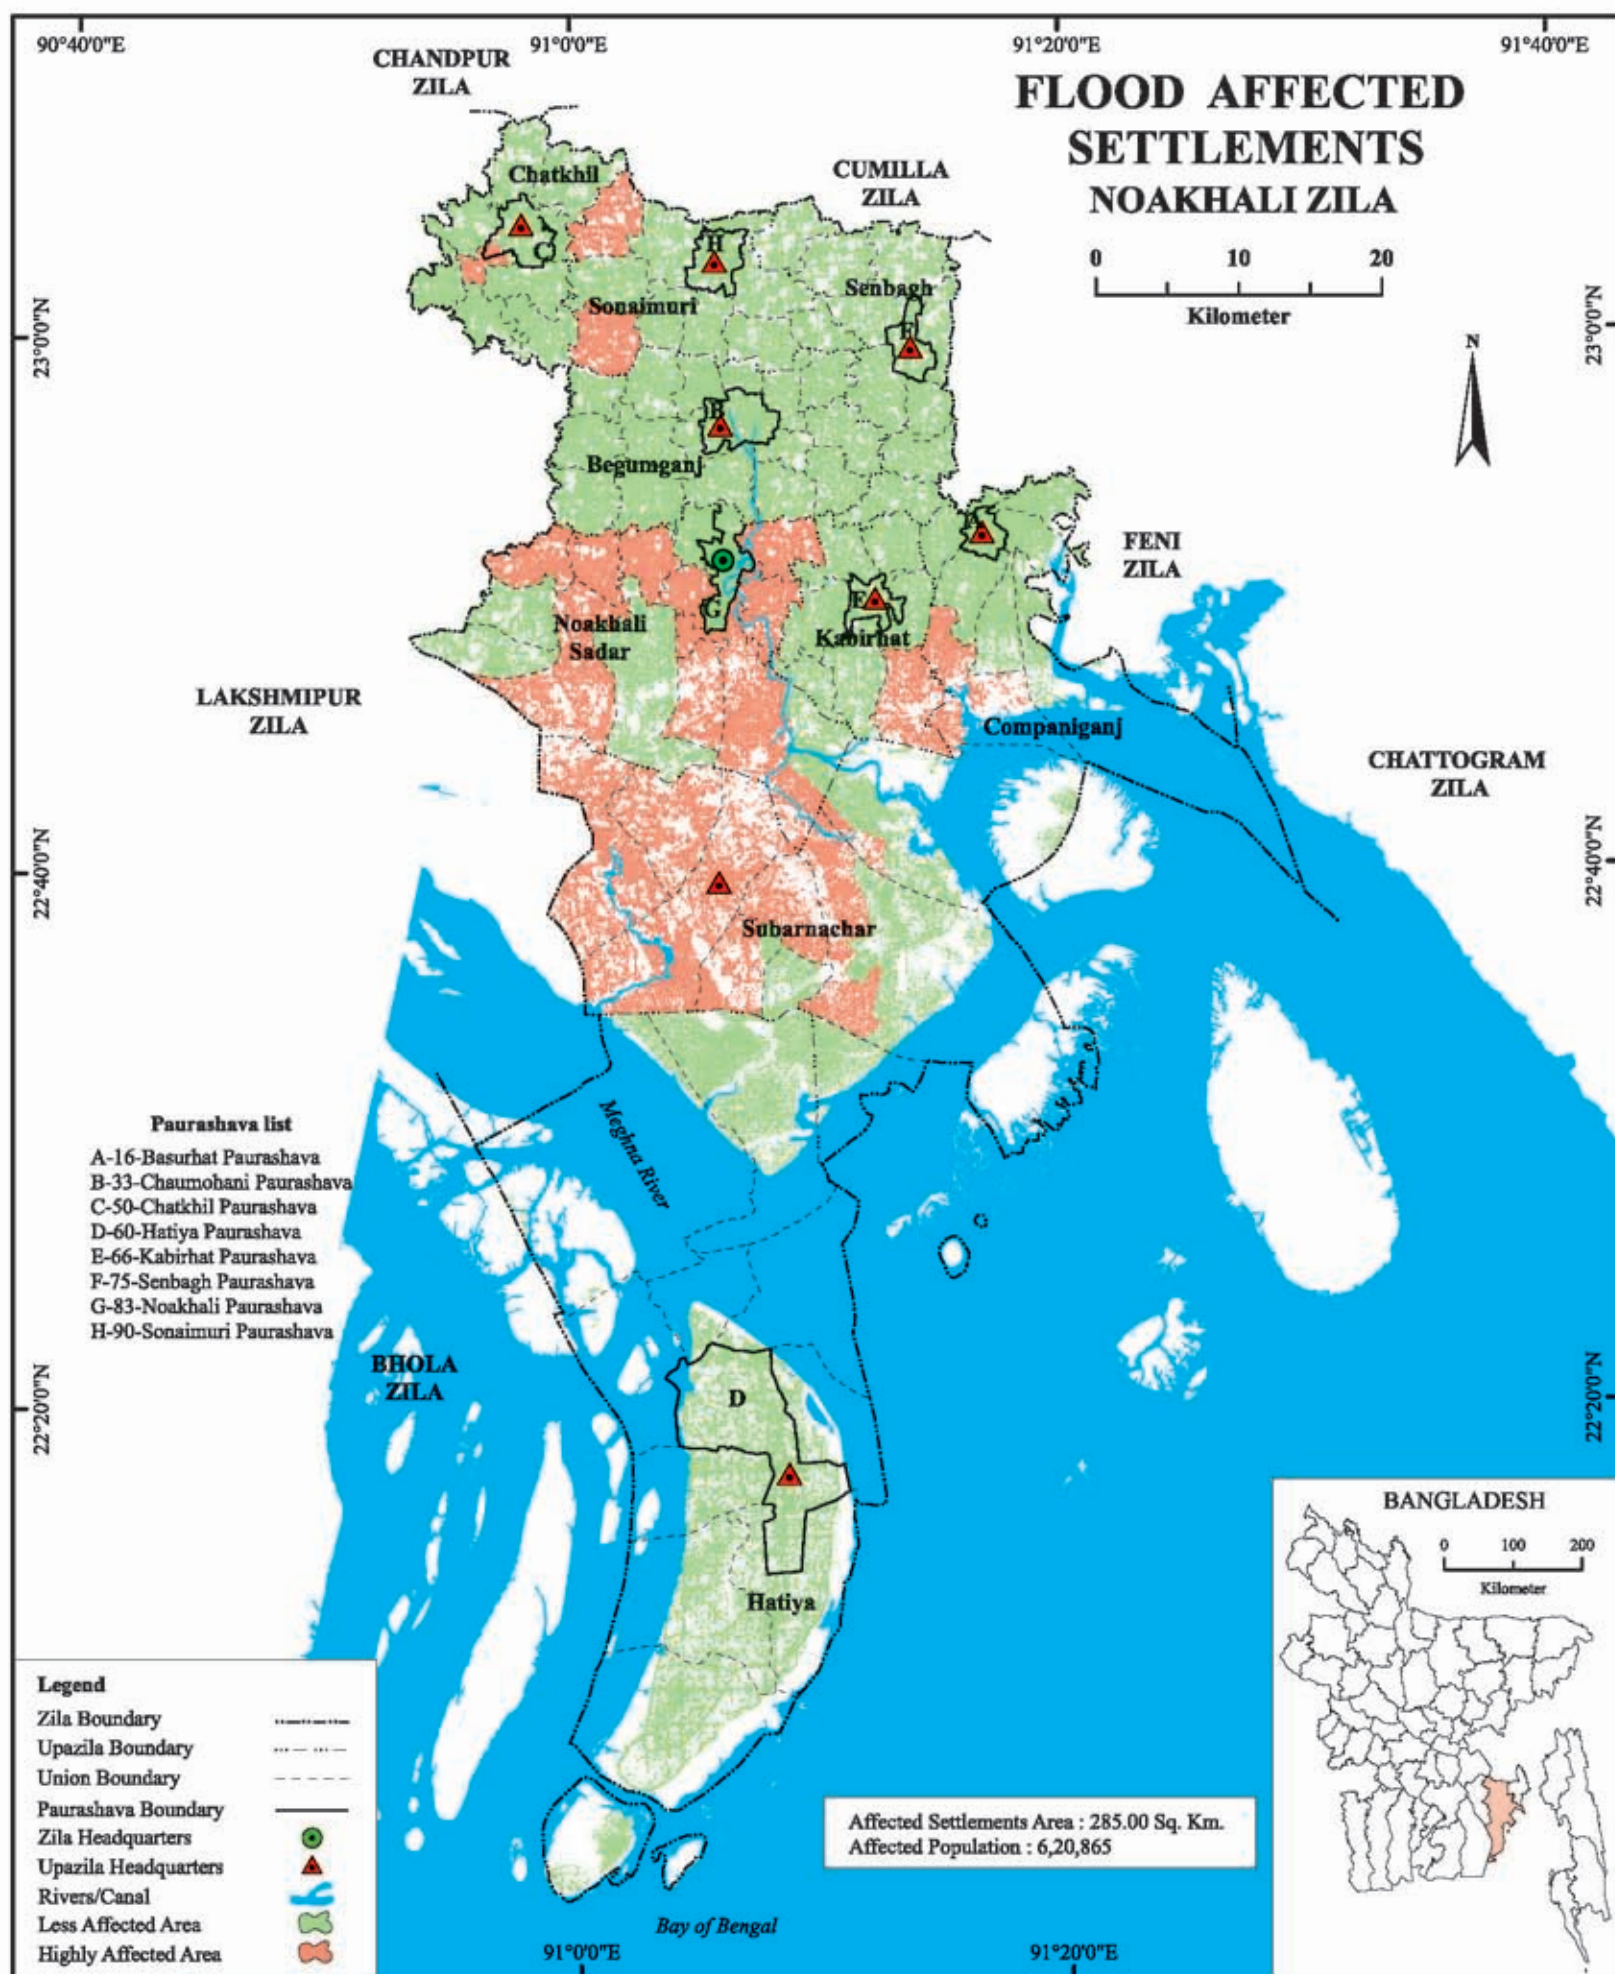 90°40'0"E
91°0'0"E
91°20'0"E
91°40'0"E
CHANDPUR
ZILA
FLOOD AFFECTED
SETTLEMENTS
NOAKHALI ZILA
CUMILLA
ZILA
0 10 20
Kilometer
N
Chatkhil
C
H
Senbagh
F
Sonaimuri
23°0'0"N
23°0'0"N
B
Begumganj
A
FENI
ZILA
E
G
Noakhali
Sadar
Kabirhat
LAKSHMIPUR
ZILA
Companiganj
CHATTOGRAM
ZILA
22°40'0"N
22°40'0"N
Subarnachar
Meghna River
Paurashava list
A-16-Basurhat Paurashava
B-33-Chaumohani Paurashava
C-50-Chatkhil Paurashava
D-60-Hatiya Paurashava
E-66-Kabirhat Paurashava
F-75-Senbagh Paurashava
G-83-Noakhali Paurashava
H-90-Sonaimuri Paurashava
BHOLA
ZILA
22°20'0"N
22°20'0"N
D
Hatiya
BANGLADESH
0 100 200
Kilometer
Legend
Zila Boundary
Upazila Boundary
Union Boundary
Paurashava Boundary
Zila Headquarters
Upazila Headquarters
Rivers/Canal
Less Affected Area
Highly Affected Area
Affected Settlements Area : 285.00 Sq. Km.
Affected Population : 6,20,865
Bay of Bengal
91°0'0"E
91°20'0"E